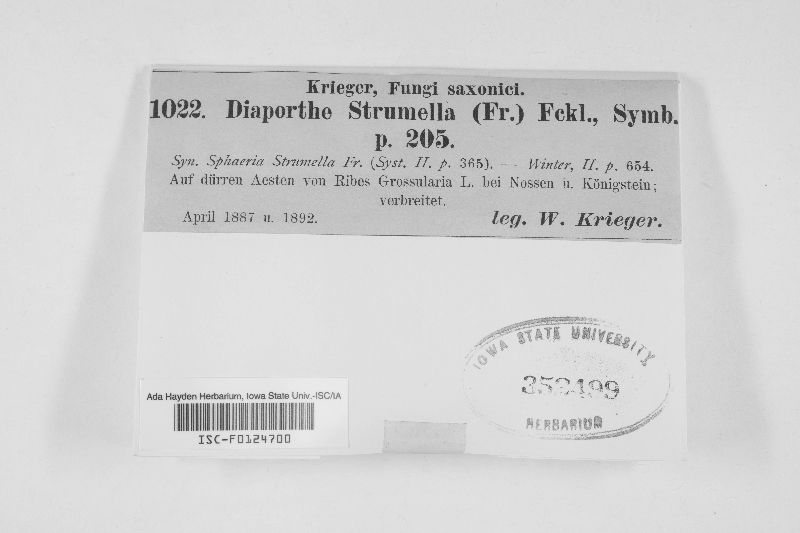 Krieger, Fungi saxonici.
1022. Diaporthe Strumella (Fr.) Fckl., Symb.
p. 205.
Syn. Sphaeria Strumella Fr. (Syst. II. p. 365). — Winter, II. p. 654.
Auf dürren Aesten von Ribes Grossularia L. bei Nossen u. Königstein;
verbreitet.
April 1887 u. 1892. leg. W. Krieger.
IOWA STATE UNIVERSITY
352499
HERBARIUM
Ada Hayden Herbarium, Iowa State Univ.-ISC/IA
ISC-F0124700